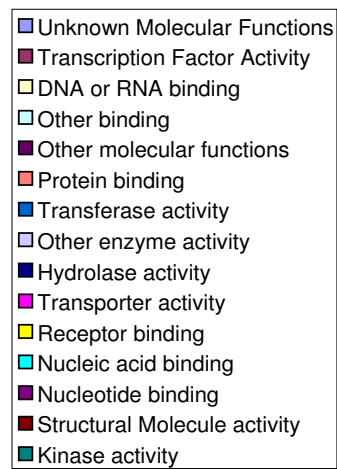 Unknown Molecular Functions
Transcription Factor Activity
DNA or RNA binding
Other binding
Other molecular functions
Protein binding
Transferase activity
Other enzyme activity
Hydrolase activity
Transporter activity
Receptor binding
Nucleic acid binding
Nucleotide binding
Structural Molecule activity
Kinase activity